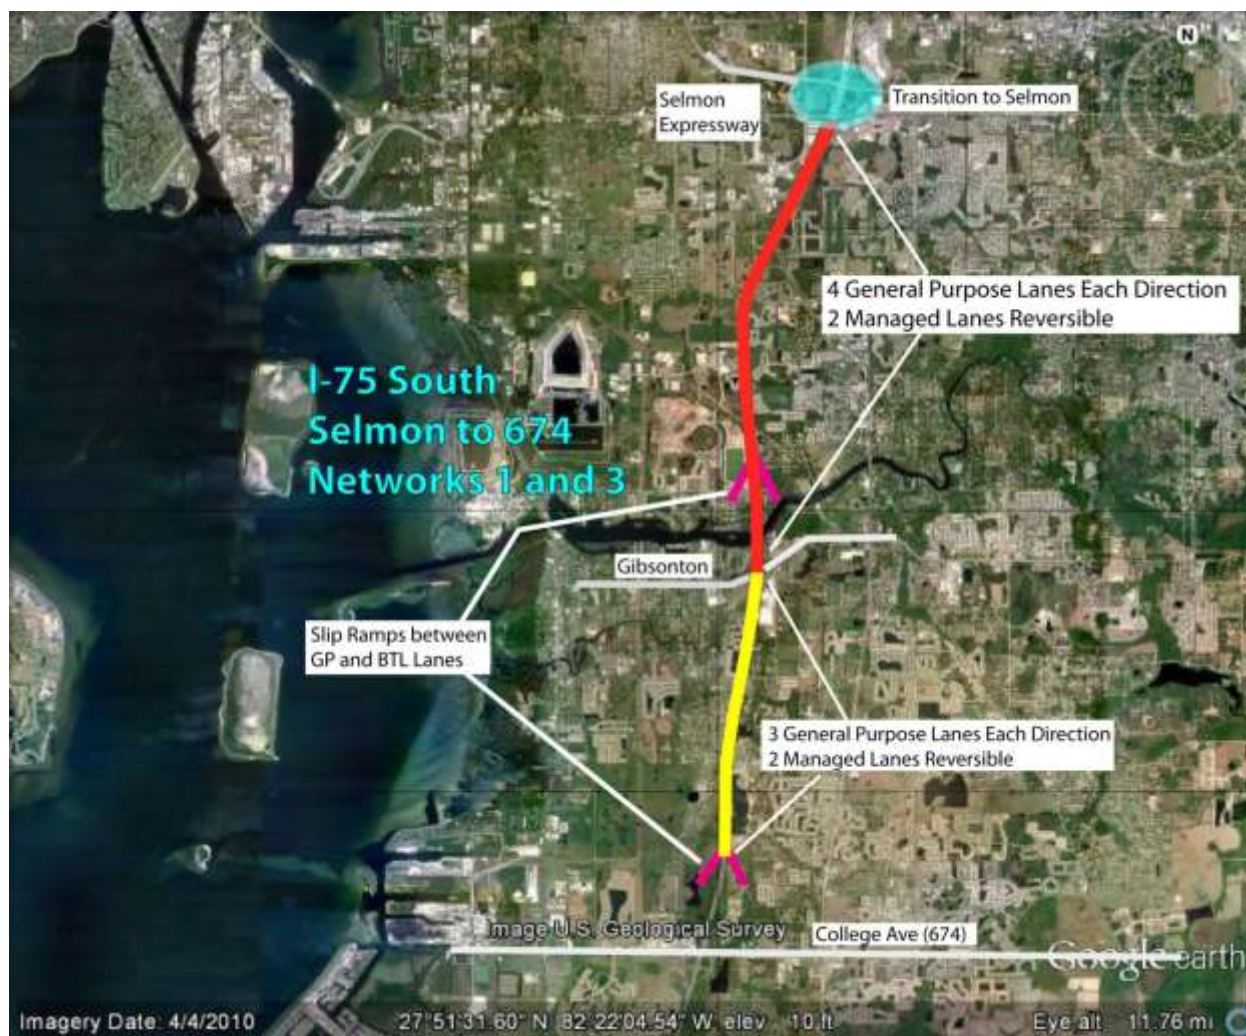 N
Selmon
Expressway
Transition to Selmon
4 General Purpose Lanes Each Direction
2 Managed Lanes Reversible
I-75 South
Selmon to 674
Networks 1 and 3
Gibsonton
Slip Ramps between
GP and BTL Lanes
3 General Purpose Lanes Each Direction
2 Managed Lanes Reversible
Image U.S. Geological Survey
College Ave (674)
Google earth
Imagery Date: 4/4/2010 27°51'31.60" N 82°22'04.54" W elev 10 ft Eye alt 11.76 mi